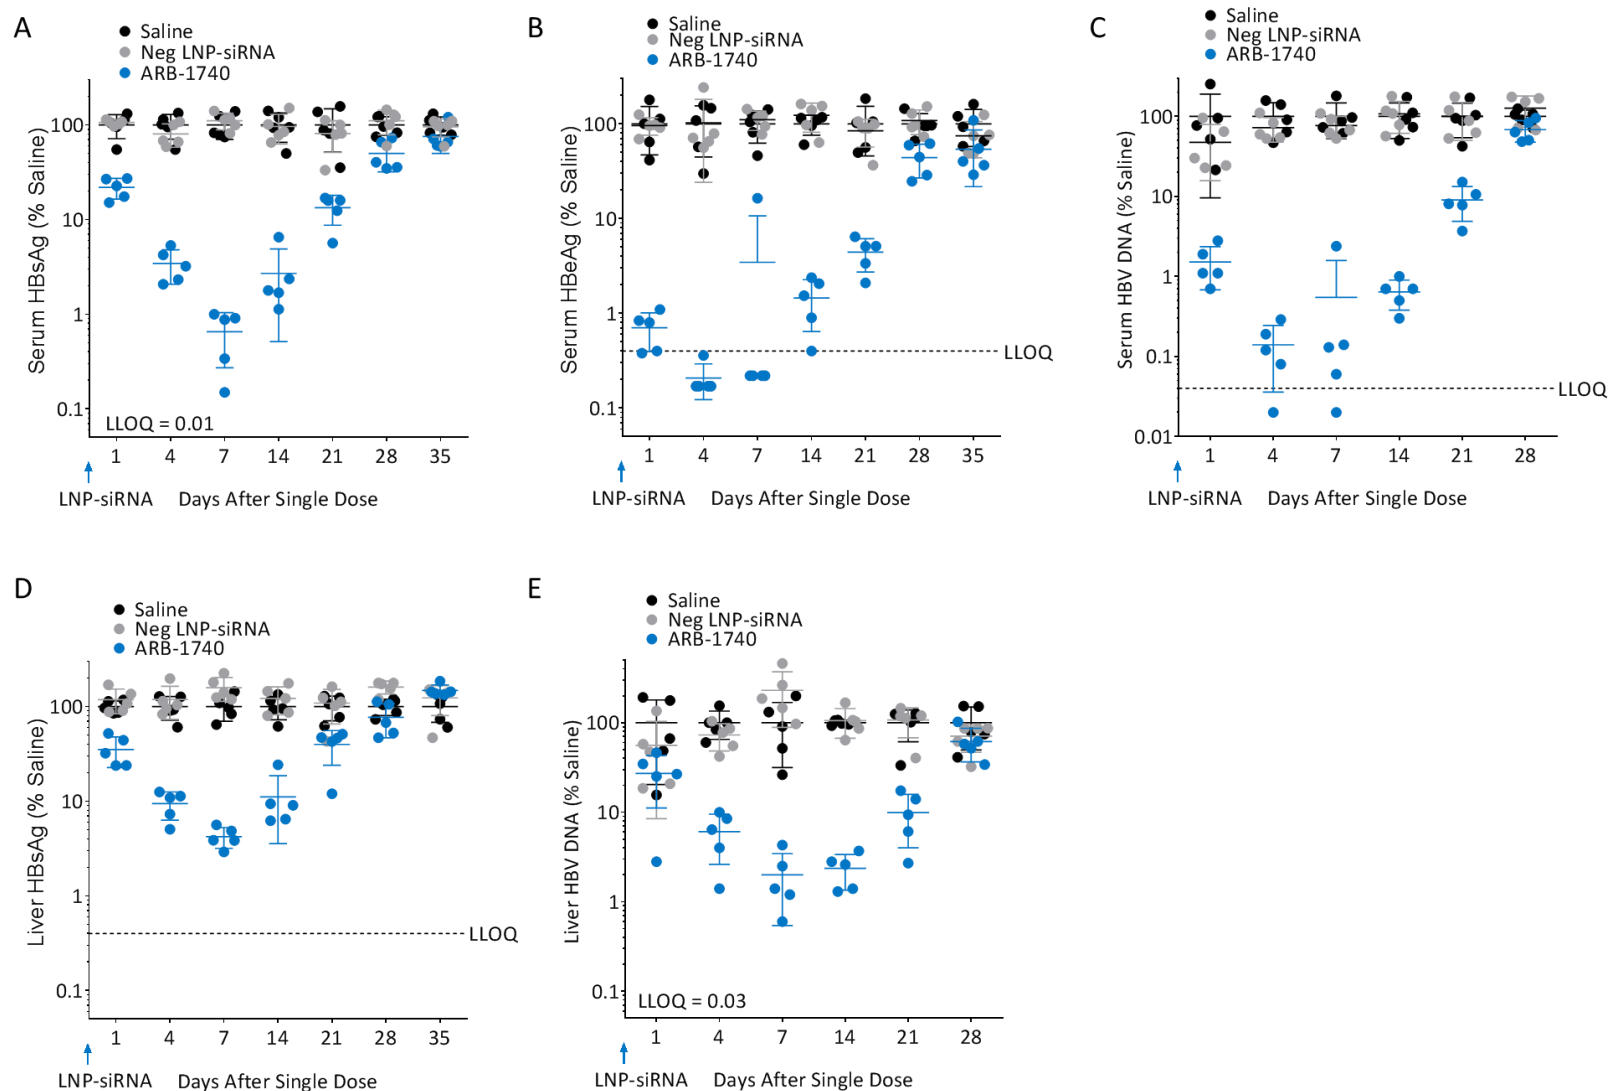 A
Saline
Neg LNP-siRNA
ARB-1740
Serum HBsAg (% Saline)
100
10
1
0.1
LLOQ = 0.01
1 4 7 14 21 28 35
LNP-siRNA Days After Single Dose
B
Saline
Neg LNP-siRNA
ARB-1740
Serum HBeAg (% Saline)
100
10
1
0.1
LLOQ
1 4 7 14 21 28 35
LNP-siRNA Days After Single Dose
C
Saline
Neg LNP-siRNA
ARB-1740
Serum HBV DNA (% Saline)
100
10
1
0.1
0.01
LLOQ
1 4 7 14 21 28
LNP-siRNA Days After Single Dose
D
Saline
Neg LNP-siRNA
ARB-1740
Liver HBsAg (% Saline)
100
10
1
0.1
LLOQ
1 4 7 14 21 28 35
LNP-siRNA Days After Single Dose
E
Saline
Neg LNP-siRNA
ARB-1740
Liver HBV DNA (% Saline)
100
10
1
0.1
LLOQ = 0.03
1 4 7 14 21 28
LNP-siRNA Days After Single Dose